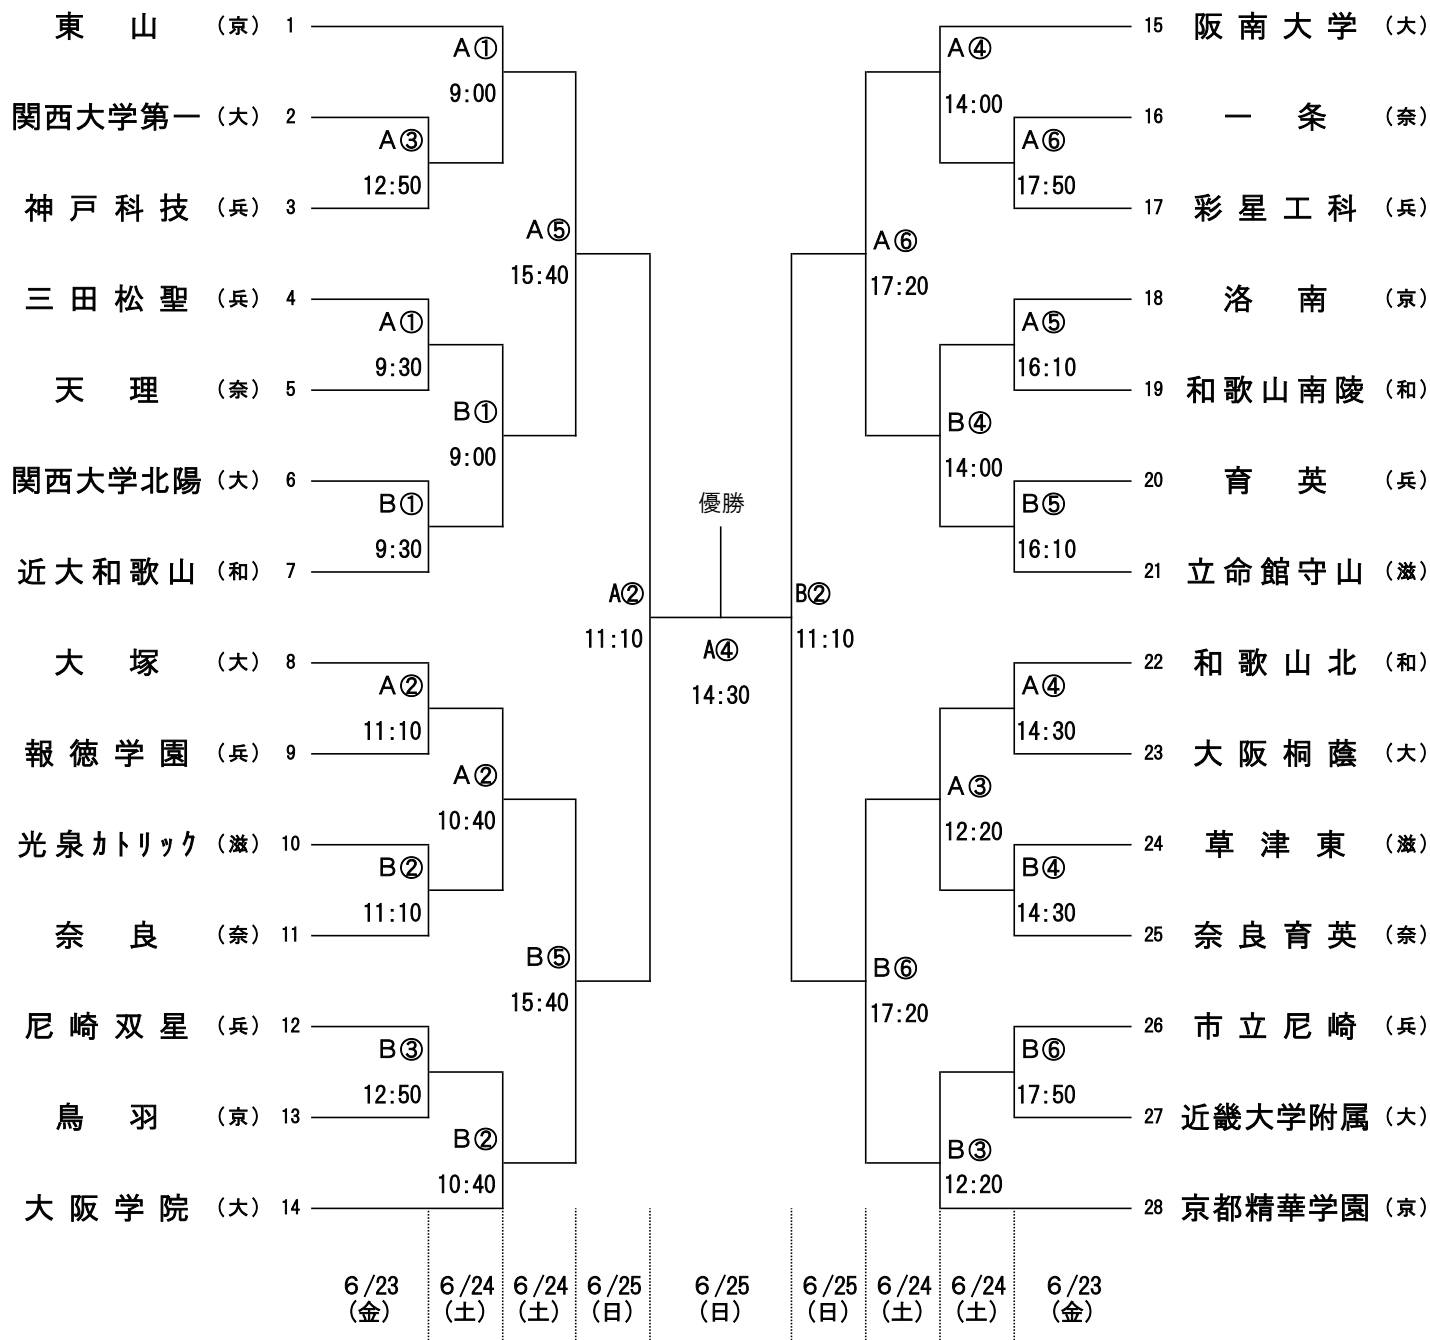 東山 (京) 1
A① 9:00
関西大学第一 (大) 2
A③ 12:50
神戸科技 (兵) 3
A⑤ 15:40
三田松聖 (兵) 4
A① 9:30
天理 (奈) 5
B① 9:00
関西大学北陽 (大) 6
B① 9:30
近大和歌山 (和) 7
A② 11:10
大塚 (大) 8
A② 11:10
報徳学園 (兵) 9
A② 10:40
光泉カトリック (滋) 10
B② 11:10
奈良 (奈) 11
B⑤ 15:40
尼崎双星 (兵) 12
B③ 12:50
鳥羽 (京) 13
B② 10:40
大阪学院 (大) 14
優勝
A④ 14:30
15 阪南大学 (大)
A④ 14:00
16 一条 (奈)
A⑥ 17:50
17 彩星工科 (兵)
A⑥ 17:20
18 洛南 (京)
A⑤ 16:10
19 和歌山南陵 (和)
B④ 14:00
20 育英 (兵)
B⑤ 16:10
21 立命館守山 (滋)
B② 11:10
22 和歌山北 (和)
A④ 14:30
23 大阪桐蔭 (大)
A③ 12:20
24 草津東 (滋)
B④ 14:30
25 奈良育英 (奈)
B⑥ 17:20
26 市立尼崎 (兵)
B⑥ 17:50
27 近畿大学附属 (大)
B③ 12:20
28 京都精華学園 (京)
6/23 6/24 6/24 6/25 6/25 6/25 6/24 6/24 6/23
(金) (土) (土) (日) (日) (日) (土) (土) (金)